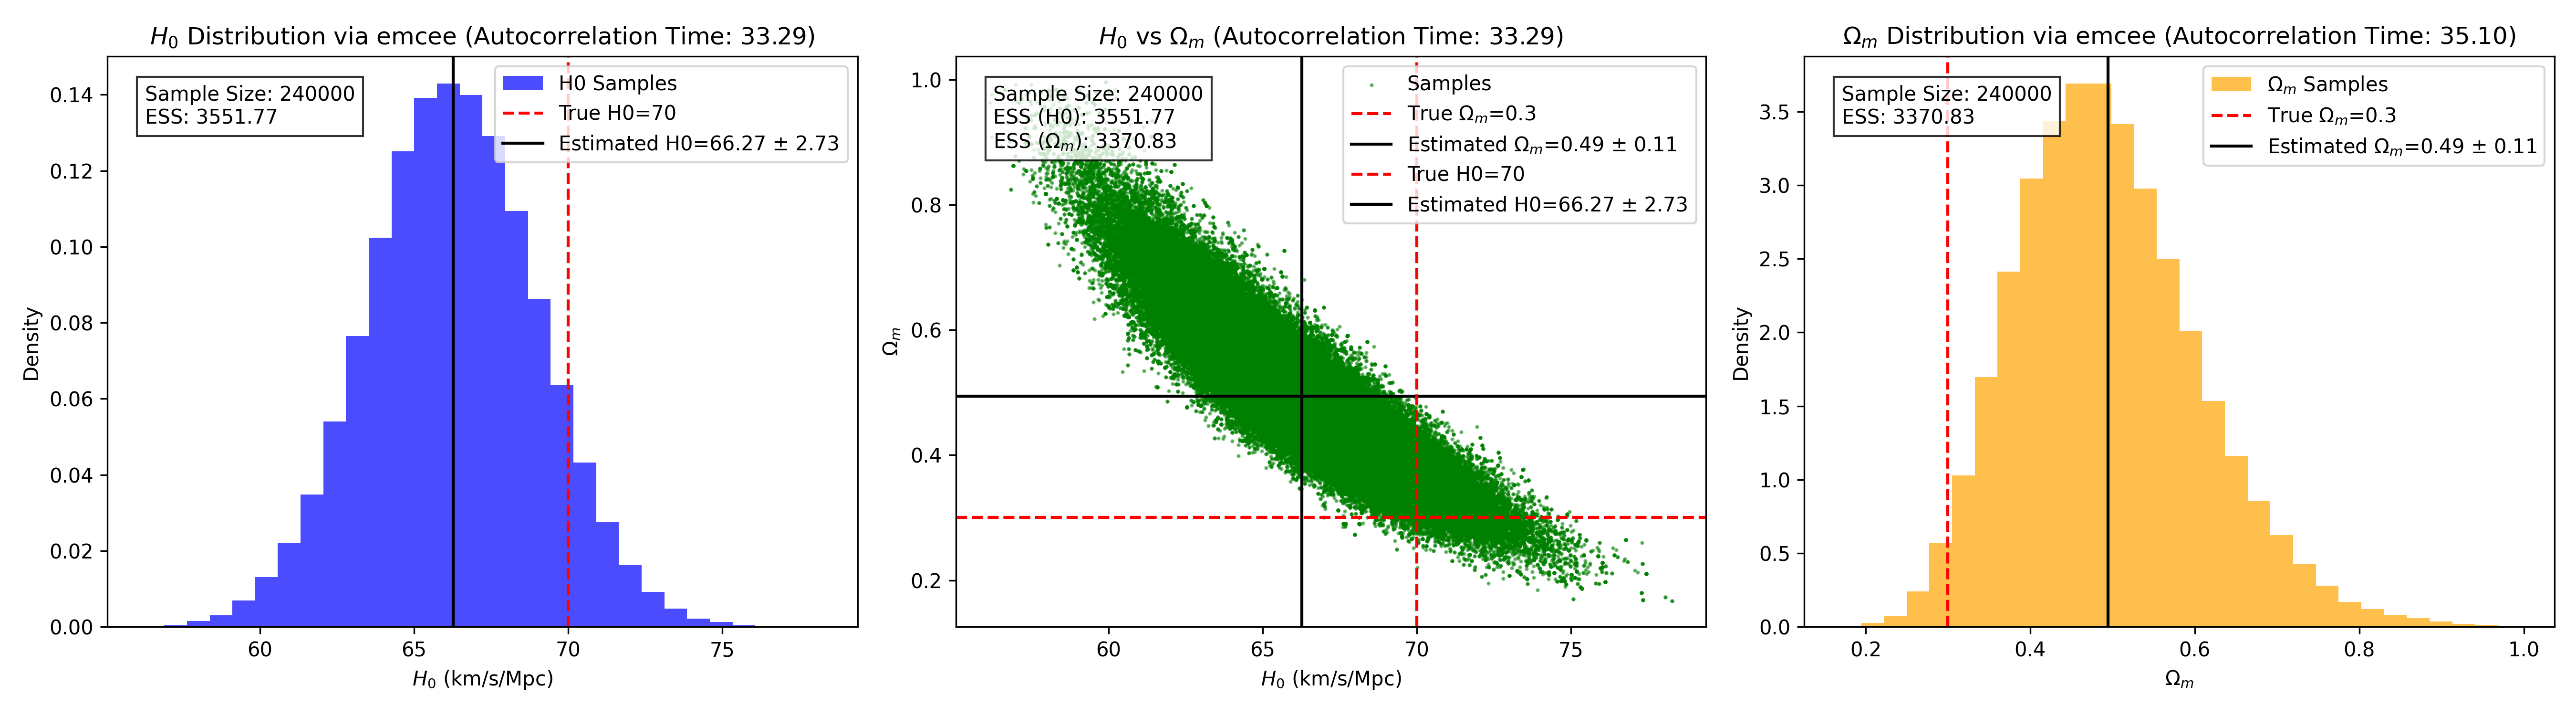 H₀ Distribution via emcee (Autocorrelation Time: 33.29)
Sample Size: 240000
ESS: 3551.77
H0 Samples
True H0=70
Estimated H0=66.27 ± 2.73
Density
0.14
0.12
0.10
0.08
0.06
0.04
0.02
0.00
60
65
70
75
H₀ (km/s/Mpc)
H₀ vs Ωₘ (Autocorrelation Time: 33.29)
Sample Size: 240000
ESS (H0): 3551.77
ESS (Ωₘ): 3370.83
Samples
True Ωₘ=0.3
Estimated Ωₘ=0.49 ± 0.11
True H0=70
Estimated H0=66.27 ± 2.73
Ωₘ
1.0
0.8
0.6
0.4
0.2
60
65
70
75
H₀ (km/s/Mpc)
Ωₘ Distribution via emcee (Autocorrelation Time: 35.10)
Sample Size: 240000
ESS: 3370.83
Ωₘ Samples
True Ωₘ=0.3
Estimated Ωₘ=0.49 ± 0.11
Density
3.5
3.0
2.5
2.0
1.5
1.0
0.5
0.0
0.2
0.4
0.6
0.8
1.0
Ωₘ